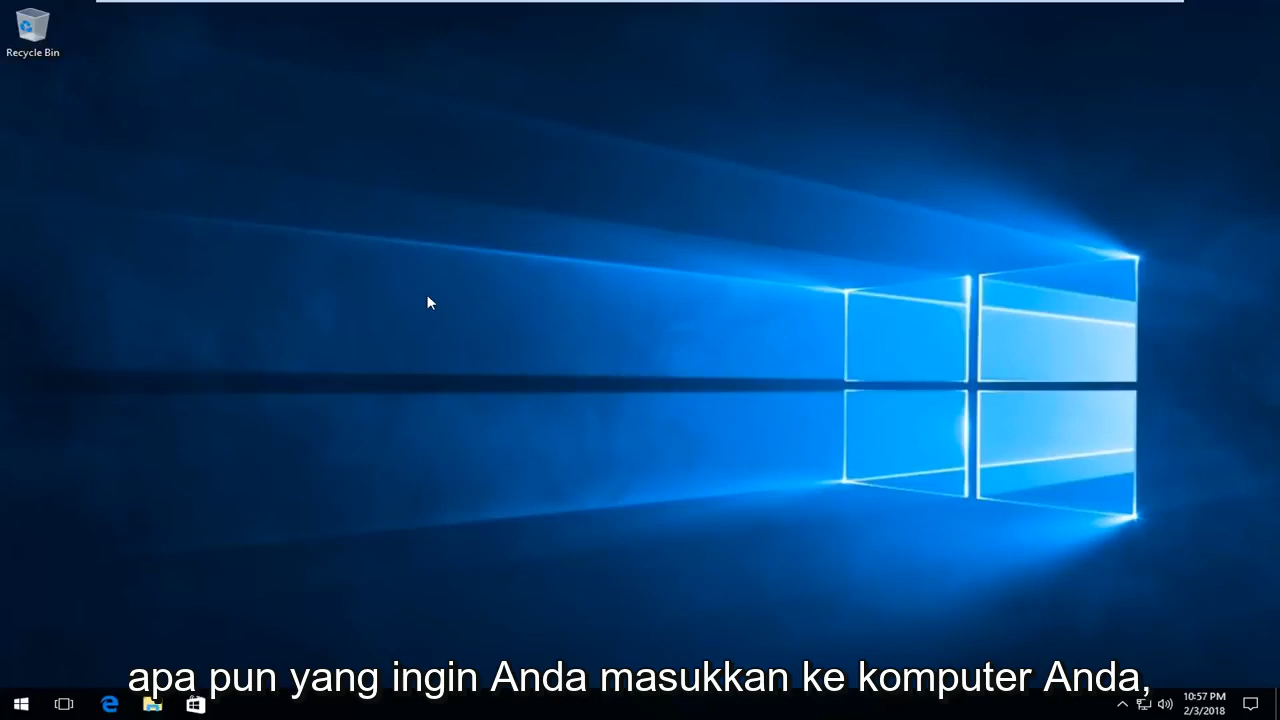 Recycle Bin
apa pun yang ingin Anda masukkan ke komputer Anda,
10:57 PM
2/3/2018